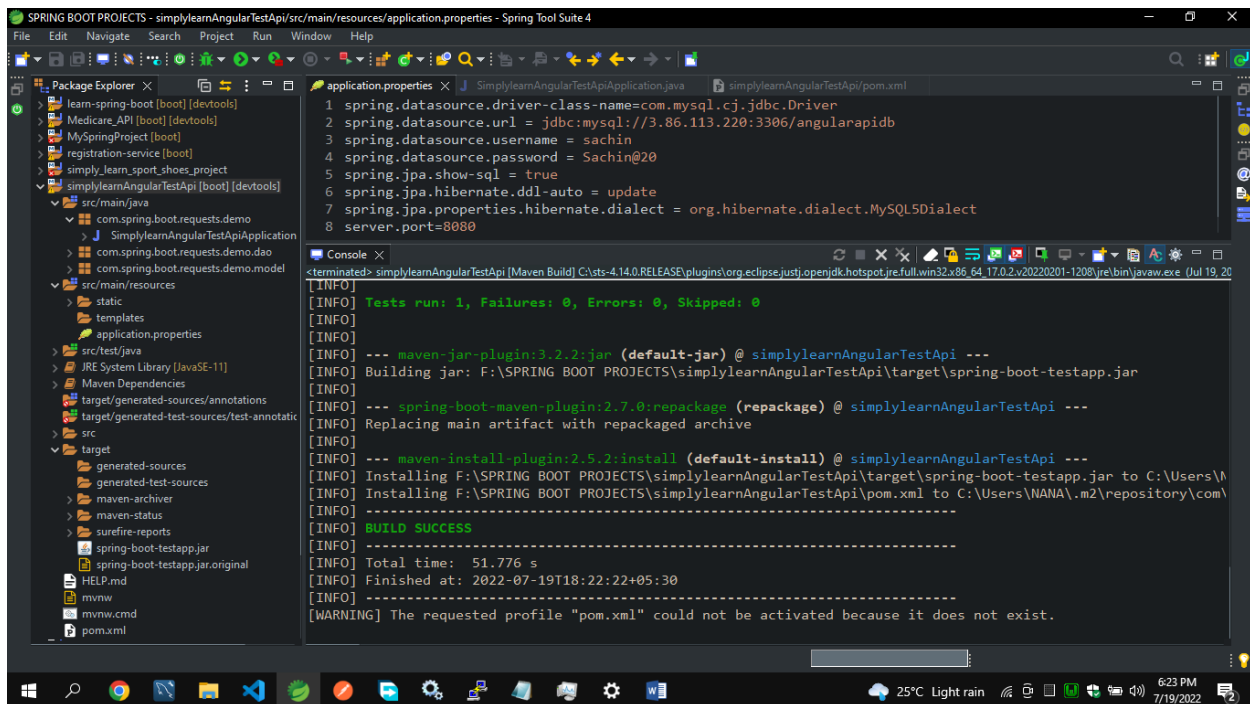 SPRING BOOT PROJECTS - simplylearnAngularTestApi/src/main/resources/application.properties - Spring Tool Suite 4
File Edit Navigate Search Project Run Window Help
Package Explorer
learn-spring-boot [boot] [devtools]
Medicare_API [boot] [devtools]
MySpringProject [boot]
registration-service [boot]
simply_learn_sport_shoes_project
simplylearnAngularTestApi [boot] [devtools]
src/main/java
com.spring.boot.requests.demo
SimplylearnAngularTestApiApplication
com.spring.boot.requests.demo.dao
com.spring.boot.requests.demo.model
src/main/resources
static
templates
application.properties
src/test/java
JRE System Library [JavaSE-11]
Maven Dependencies
target/generated-sources/annotations
target/generated-test-sources/test-annotatic
src
target
generated-sources
generated-test-sources
maven-archiver
maven-status
surefire-reports
spring-boot-testapp.jar
spring-boot-testapp.jar.original
HELP.md
mvnw
mvnw.cmd
pom.xml
application.properties SimplylearnAngularTestApiApplication.java simplylearnAngularTestApi/pom.xml
1 spring.datasource.driver-class-name=com.mysql.cj.jdbc.Driver
2 spring.datasource.url = jdbc:mysql://3.86.113.220:3306/angularapidb
3 spring.datasource.username = sachin
4 spring.datasource.password = Sachin@20
5 spring.jpa.show-sql = true
6 spring.jpa.hibernate.ddl-auto = update
7 spring.jpa.properties.hibernate.dialect = org.hibernate.dialect.MySQL5Dialect
8 server.port=8080
Console
<terminated> simplylearnAngularTestApi [Maven Build] C:\sts-4.14.0.RELEASE\plugins\org.eclipse.justj.openjdk.hotspot.jre.full.win32.x86_64_17.0.2.v20220201-1208\jre\bin\javaw.exe (Jul 19, 20
[INFO]
[INFO] Tests run: 1, Failures: 0, Errors: 0, Skipped: 0
[INFO]
[INFO]
[INFO] --- maven-jar-plugin:3.2.2:jar (default-jar) @ simplylearnAngularTestApi ---
[INFO] Building jar: F:\SPRING BOOT PROJECTS\simplylearnAngularTestApi\target\spring-boot-testapp.jar
[INFO]
[INFO] --- spring-boot-maven-plugin:2.7.0:repackage (repackage) @ simplylearnAngularTestApi ---
[INFO] Replacing main artifact with repackaged archive
[INFO]
[INFO] --- maven-install-plugin:2.5.2:install (default-install) @ simplylearnAngularTestApi ---
[INFO] Installing F:\SPRING BOOT PROJECTS\simplylearnAngularTestApi\target\spring-boot-testapp.jar to C:\Users\N
[INFO] Installing F:\SPRING BOOT PROJECTS\simplylearnAngularTestApi\pom.xml to C:\Users\NANA\.m2\repository\com\
[INFO] ------------------------------------------------------------------------
[INFO] BUILD SUCCESS
[INFO] ------------------------------------------------------------------------
[INFO] Total time:  51.776 s
[INFO] Finished at: 2022-07-19T18:22:22+05:30
[INFO] ------------------------------------------------------------------------
[WARNING] The requested profile "pom.xml" could not be activated because it does not exist.
25°C Light rain
6:23 PM
7/19/2022
2